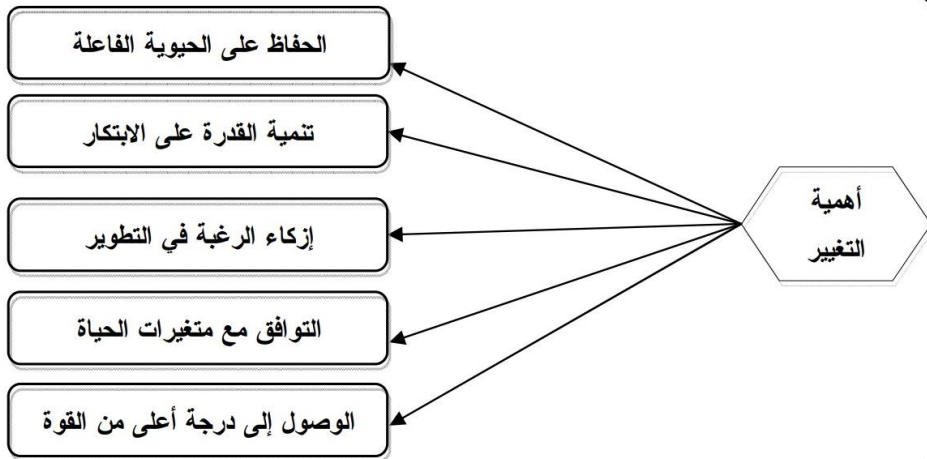 أهمية
التغيير
الحفاظ على الحيوية الفاعلة
تنمية القدرة على الابتكار
إزكاء الرغبة في التطوير
التوافق مع متغيرات الحياة
الوصول إلى درجة أعلى من القوة